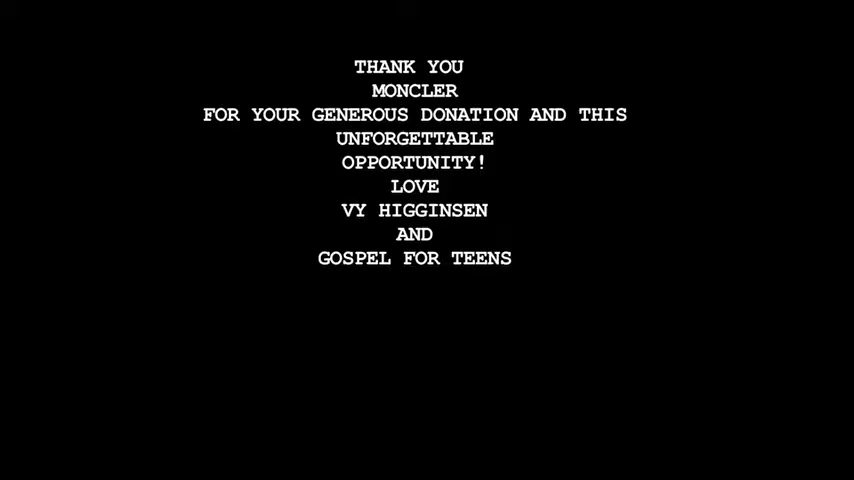 THANK YOU
MONCLER
FOR YOUR GENEROUS DONATION AND THIS
UNFORGETTABLE
OPPORTUNITY!
LOVE
VY HIGGINSEN
AND
GOSPEL FOR TEENS